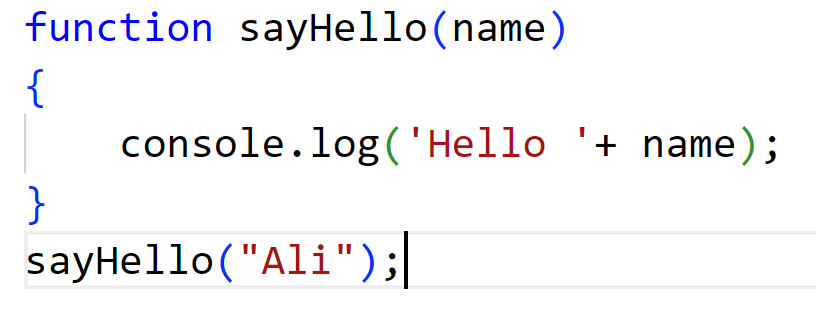 function sayHello(name)
{
    console.log('Hello '+ name);
}
sayHello("Ali");